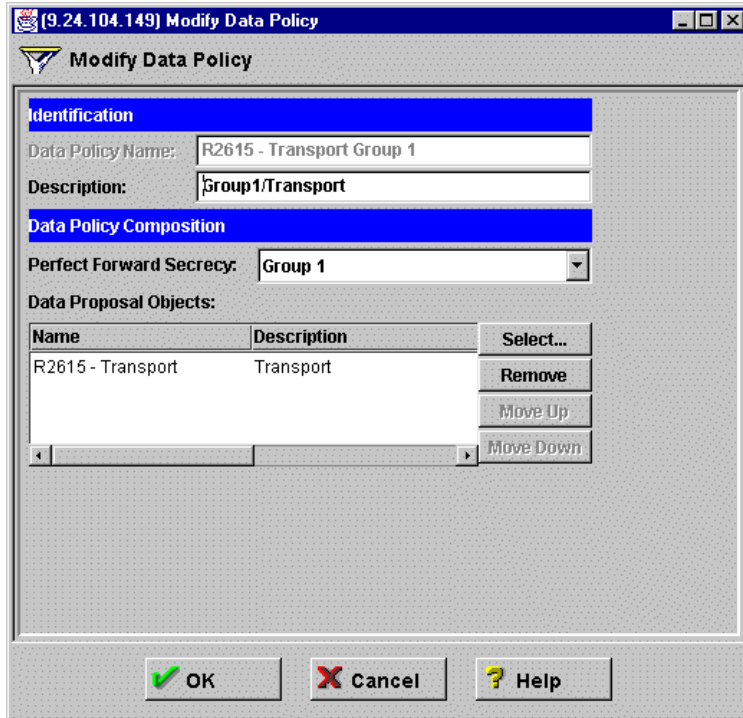 (9.24.104.149) Modify Data Policy
Modify Data Policy
Identification
Data Policy Name: R2615 - Transport Group 1
Description: Group1/Transport
Data Policy Composition
Perfect Forward Secrecy: Group 1
Data Proposal Objects:
Name Description Select...
R2615 - Transport Transport Remove
Move Up
Move Down
OK Cancel Help